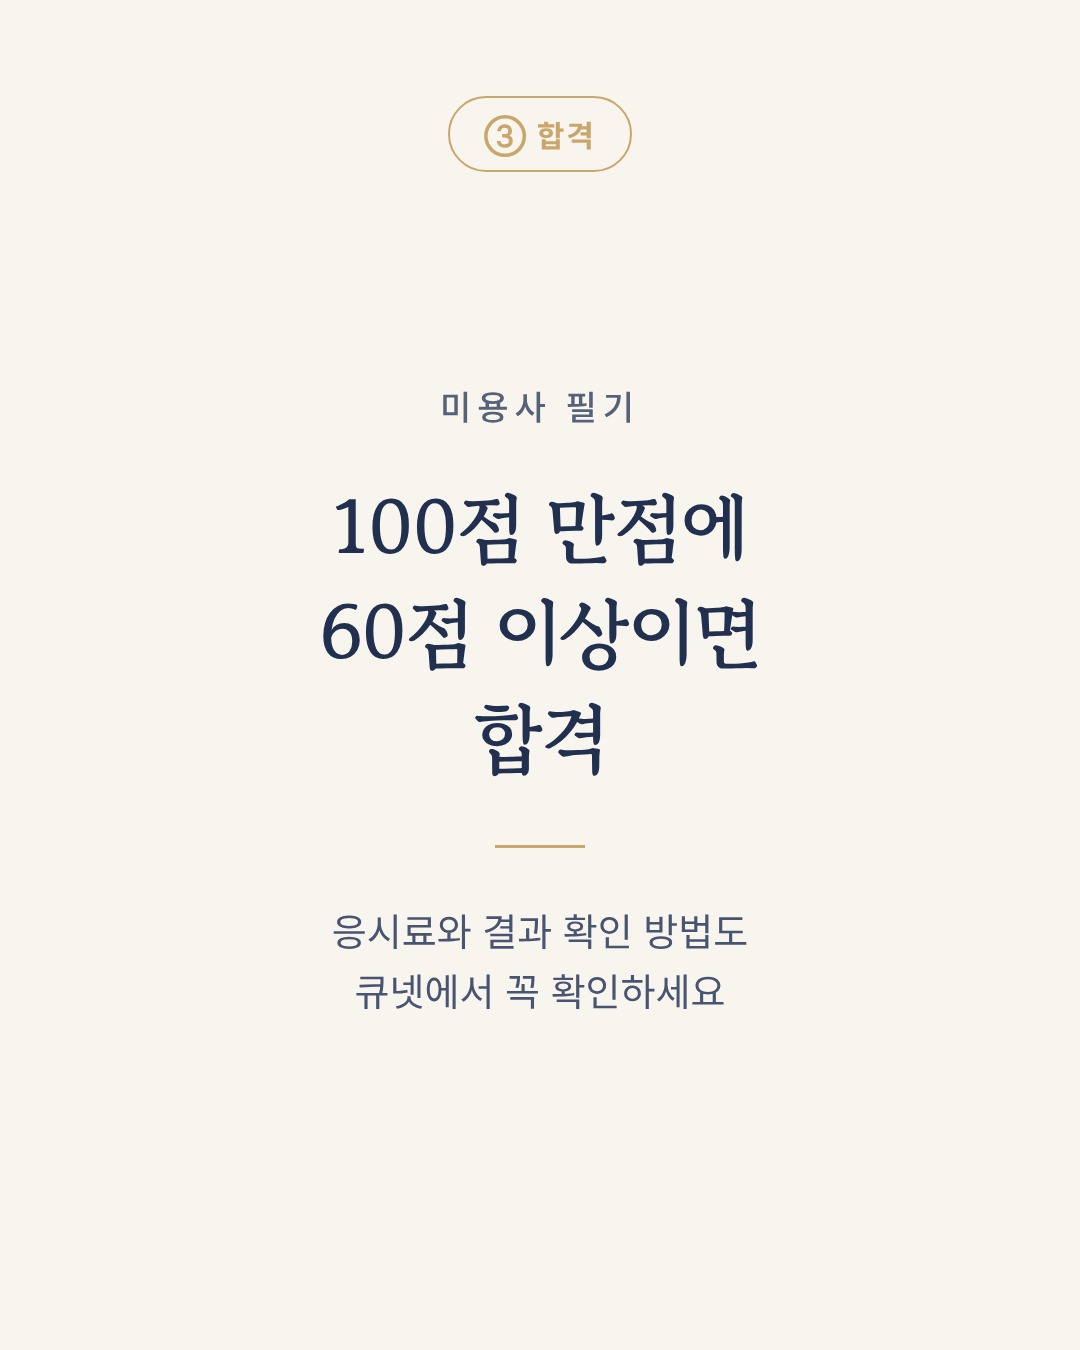 ③ 합격
미용사 필기
100점 만점에
60점 이상이면
합격
응시료와 결과 확인 방법도
큐넷에서 꼭 확인하세요